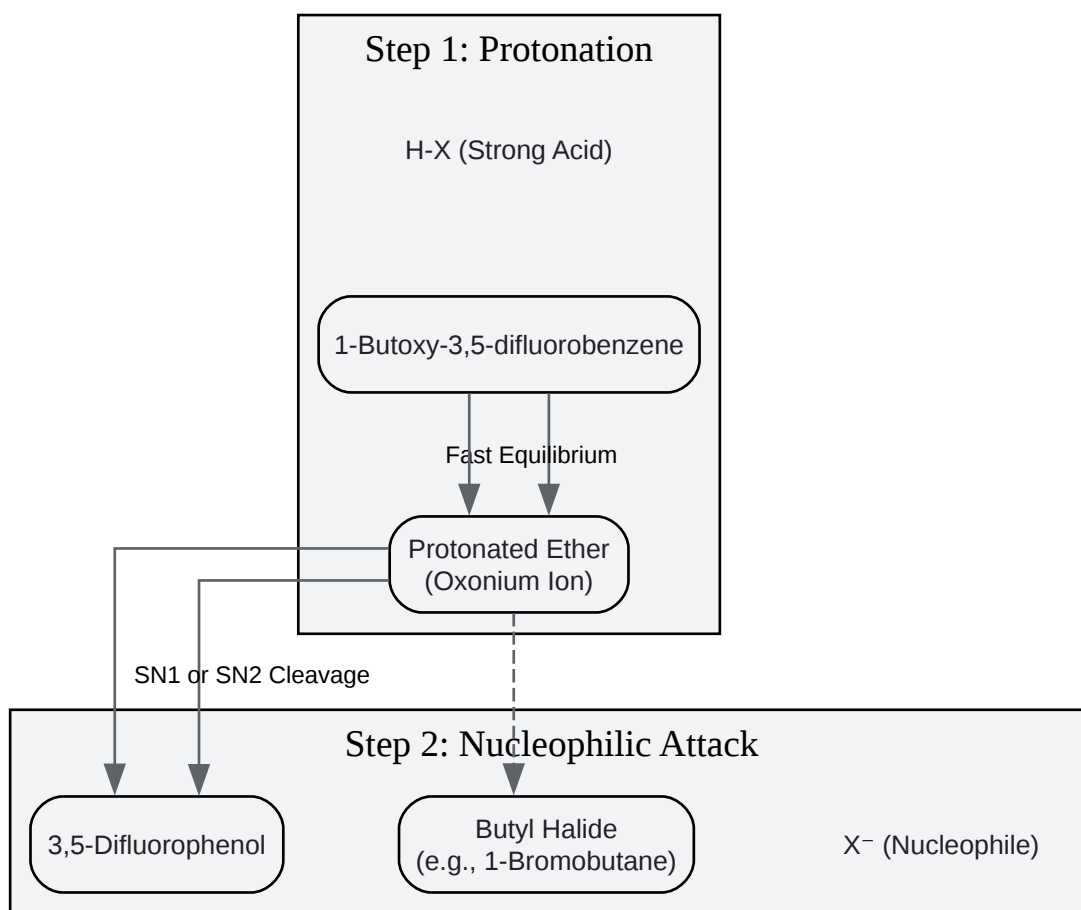 Step 1: Protonation
H-X (Strong Acid)
1-Butoxy-3,5-difluorobenzene
Fast Equilibrium
Protonated Ether
(Oxonium Ion)
SN1 or SN2 Cleavage
Step 2: Nucleophilic Attack
3,5-Difluorophenol
Butyl Halide
(e.g., 1-Bromobutane)
X⁻ (Nucleophile)